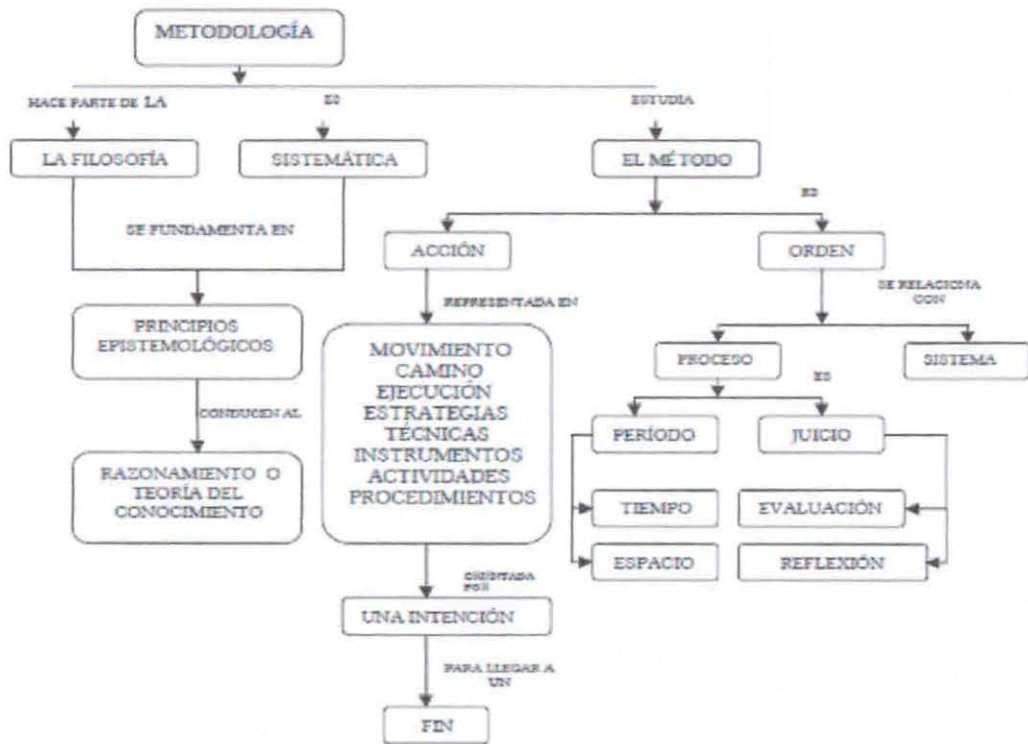 METODOLOGÍA
HACE PARTE DE LA
ES
ESTUDIA
LA FILOSOFÍA
SISTEMÁTICA
EL MÉTODO
SE FUNDAMENTA EN
ES
ACCIÓN
ORDEN
REPRESENTADA EN
SE RELACIONA
CON
PRINCIPIOS
EPISTEMOLÓGICOS
MOVIMIENTO
CAMINO
EJECUCIÓN
ESTRATEGIAS
TÉCNICAS
INSTRUMENTOS
ACTIVIDADES
PROCEDIMIENTOS
PROCESO
SISTEMA
ES
CONDUCEN AL
PERÍODO
JUICIO
RAZONAMIENTO O
TEORÍA DEL
CONOCIMIENTO
TIEMPO
EVALUACIÓN
ESPACIO
REFLEXIÓN
ORIENTADA
POR
UNA INTENCIÓN
PARA LLEGAR A
UN
FIN